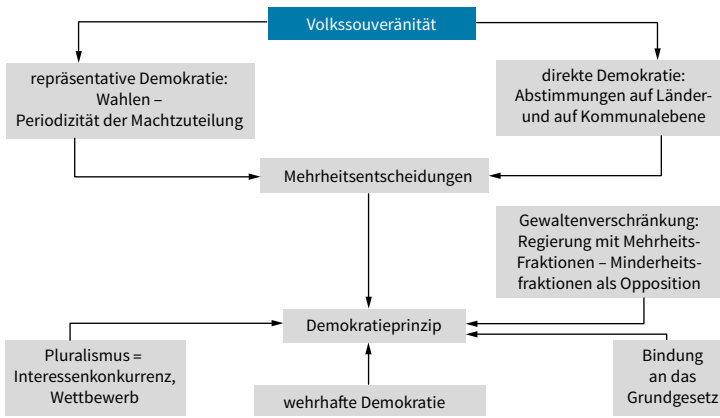 Volkssouveränität
repräsentative Demokratie:
Wahlen –
Periodizität der Machtzuteilung
direkte Demokratie:
Abstimmungen auf Länder-
und auf Kommunalebene
Mehrheitsentscheidungen
Gewaltenverschränkung:
Regierung mit Mehrheits-
Fraktionen – Minderheits-
fraktionen als Opposition
Demokratieprinzip
Pluralismus =
Interessenkonkurrenz,
Wettbewerb
wehrhafte Demokratie
Bindung
an das
Grundgesetz